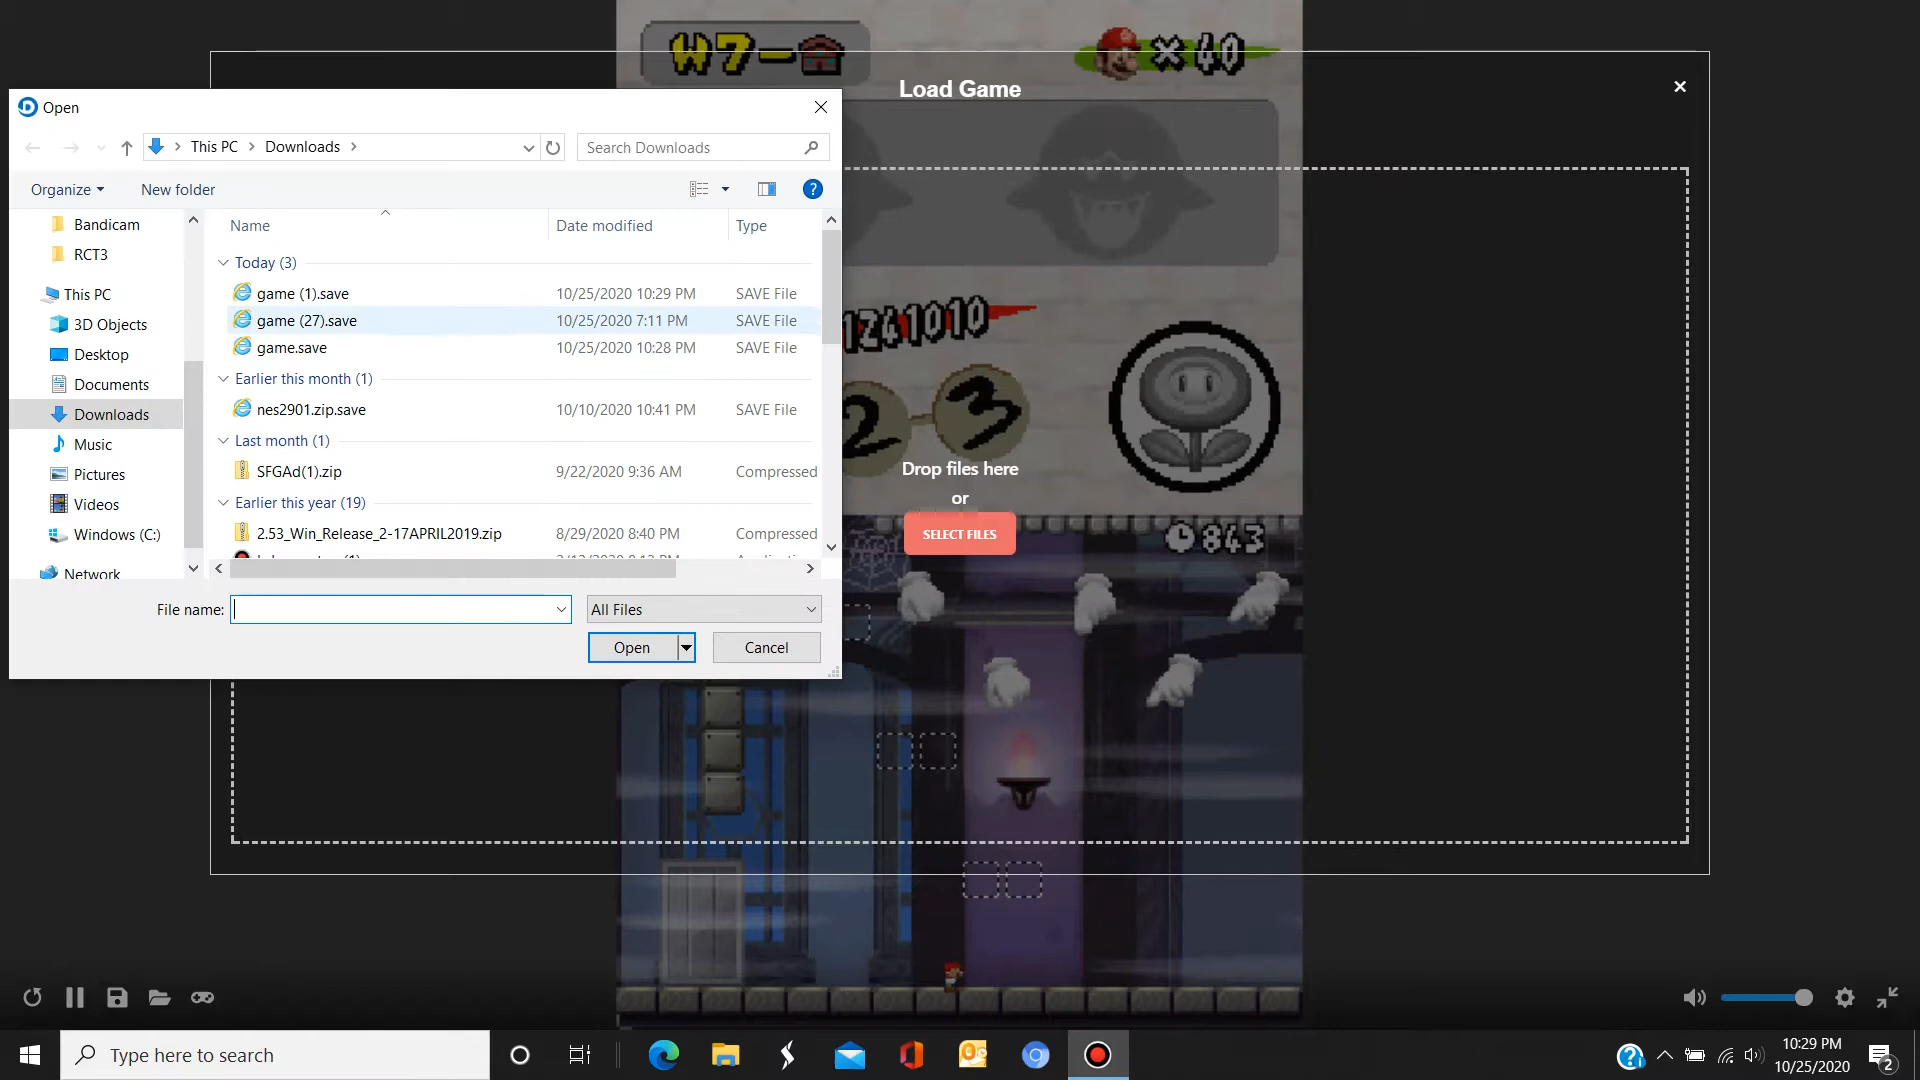 W7-
× 40
Load Game
×
Open
This PC
Downloads
Search Downloads
Organize
New folder
?
Bandicam
RCT3
This PC
3D Objects
Desktop
Documents
Downloads
Music
Pictures
Videos
Windows (C:)
Network
Name
Date modified
Type
Today (3)
game (1).save
10/25/2020 10:29 PM
SAVE File
game (27).save
10/25/2020 7:11 PM
SAVE File
game.save
10/25/2020 10:28 PM
SAVE File
Earlier this month (1)
nes2901.zip.save
10/10/2020 10:41 PM
SAVE File
Last month (1)
SFGAd(1).zip
9/22/2020 9:36 AM
Compressed
Earlier this year (19)
2.53_Win_Release_2-17APRIL2019.zip
8/29/2020 8:40 PM
Compressed
File name:
All Files
Open
Cancel
1241010
2-3
Drop files here
or
SELECT FILES
843
Type here to search
10:29 PM
10/25/2020
2